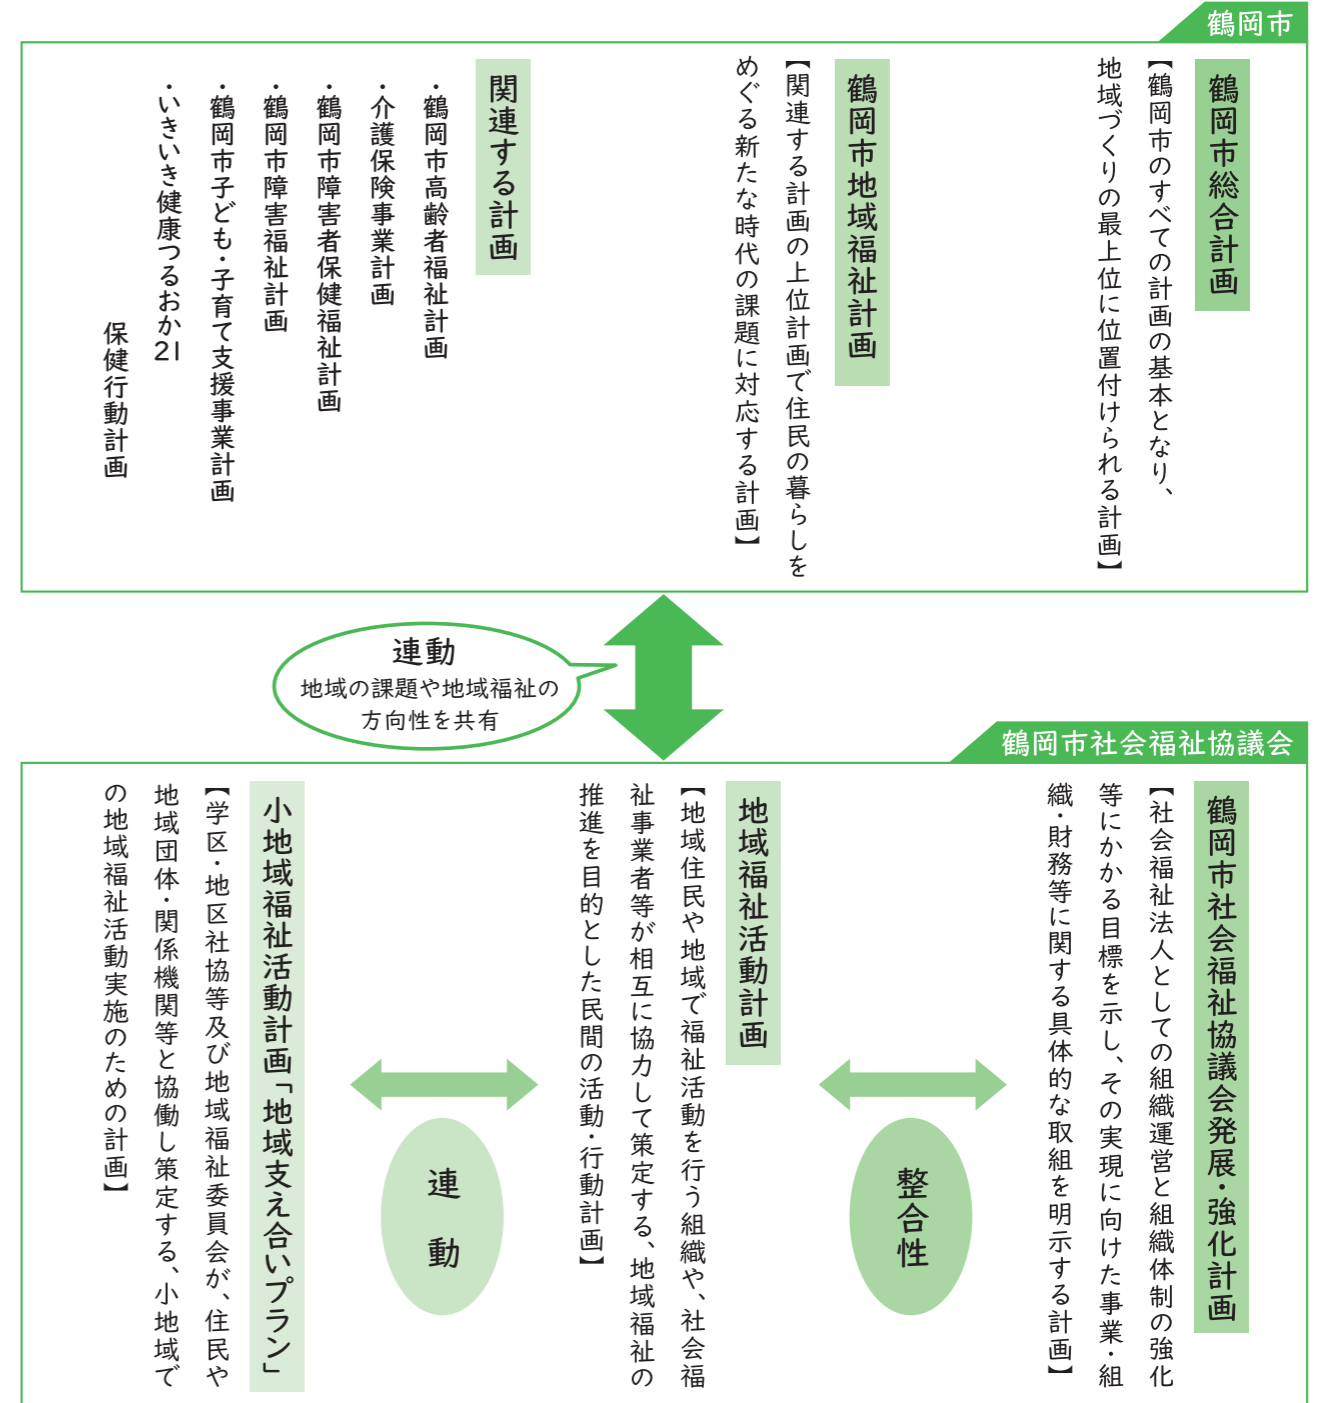 鶴岡市
鶴岡市総合計画
【鶴岡市のすべての計画の基本となり、
地域づくりの最上位に位置付けられる計画】
鶴岡市地域福祉計画
【関連する計画の上位計画で住民の暮らしを
めぐる新たな時代の課題に対応する計画】
関連する計画
・鶴岡市高齢者福祉計画
・介護保険事業計画
・鶴岡市障害者保健福祉計画
・鶴岡市障害福祉計画
・鶴岡市子ども・子育て支援事業計画
・いきいき健康つるおか21
保健行動計画
連動
地域の課題や地域福祉の
方向性を共有
鶴岡市社会福祉協議会
鶴岡市社会福祉協議会発展・強化計画
【社会福祉法人としての組織運営と組織体制の強化
等にかかる目標を示し、その実現に向けた事業・組
織・財務等に関する具体的な取組を明示する計画】
整合性
地域福祉活動計画
【地域住民や地域で福祉活動を行う組織や、社会福
祉事業者等が相互に協力して策定する、地域福祉の
推進を目的とした民間の活動・行動計画】
連動
小地域福祉活動計画「地域支え合いプラン」
【学区・地区社協等及び地域福祉委員会が、住民や
地域団体・関係機関等と協働し策定する、小地域で
の地域福祉活動実施のための計画】